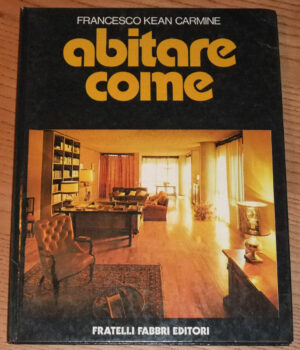 FRANCESCO KEAN CARMINE
abitare
come
FRATELLI FABBRI EDITORI